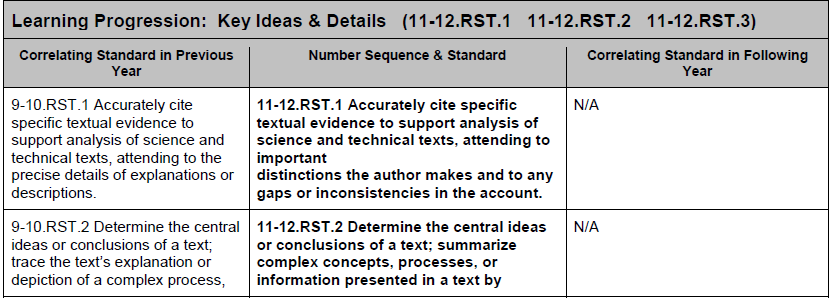 Learning Progression: Key Ideas & Details (11-12.RST.1 11-12.RST.2 11-12.RST.3)
Correlating Standard in Previous
Year
Number Sequence & Standard
Correlating Standard in Following
Year
9-10.RST.1 Accurately cite
specific textual evidence to
support analysis of science and
technical texts, attending to the
precise details of explanations or
descriptions.
11-12.RST.1 Accurately cite specific
textual evidence to support analysis of
science and technical texts, attending to
important
distinctions the author makes and to any
gaps or inconsistencies in the account.
N/A
9-10.RST.2 Determine the central
ideas or conclusions of a text;
trace the text’s explanation or
depiction of a complex process,
11-12.RST.2 Determine the central ideas
or conclusions of a text; summarize
complex concepts, processes, or
information presented in a text by
N/A